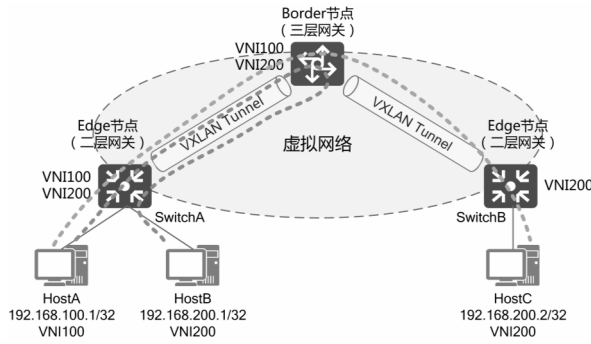 Border节点
（三层网关）
VNI100
VNI200
VXLAN Tunnel
VXLAN Tunnel
虚拟网络
Edge节点
（二层网关）
Edge节点
（二层网关）
VNI100
VNI200
VNI200
SwitchA
SwitchB
HostA
192.168.100.1/32
VNI100
HostB
192.168.200.1/32
VNI200
HostC
192.168.200.2/32
VNI200